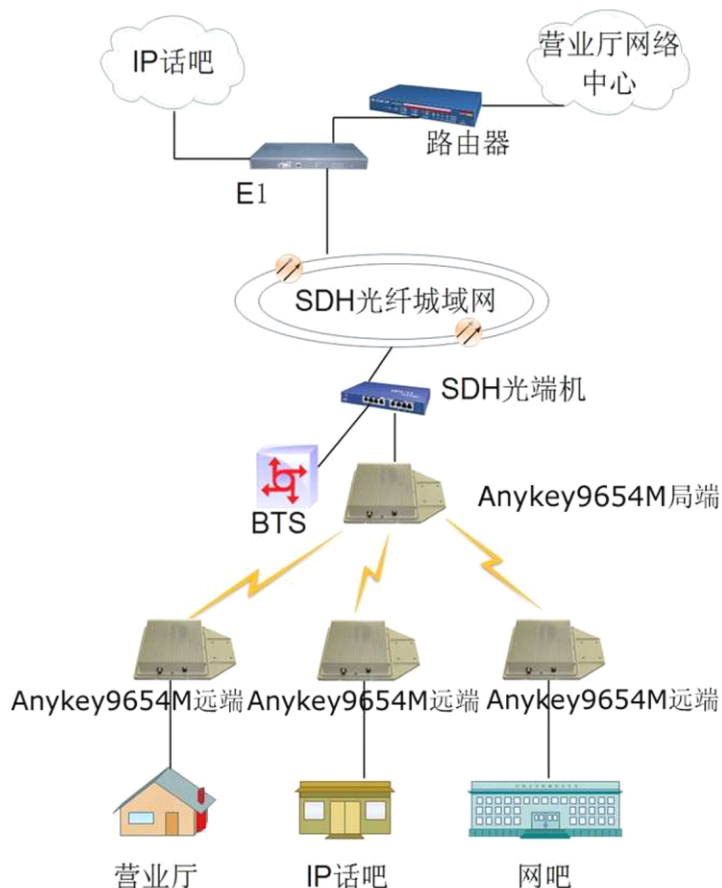 IP话吧
营业厅网络
中心
路由器
E1
SDH光纤城域网
SDH光端机
BTS
Anykey9654M局端
Anykey9654M远端
Anykey9654M远端
Anykey9654M远端
营业厅
IP话吧
网吧